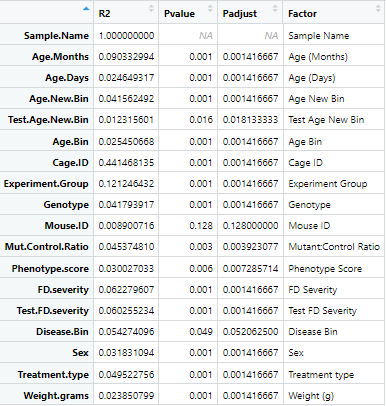 R2 Pvalue Padjust Factor
Sample.Name 1.000000000 NA NA Sample Name
Age.Months 0.090332994 0.001 0.001416667 Age (Months)
Age.Days 0.024649317 0.001 0.001416667 Age (Days)
Age.New.Bin 0.041562492 0.001 0.001416667 Age New Bin
Test.Age.New.Bin 0.012315601 0.016 0.018133333 Test Age New Bin
Age.Bin 0.025450668 0.001 0.001416667 Age Bin
Cage.ID 0.441468135 0.001 0.001416667 Cage ID
Experiment.Group 0.121246432 0.001 0.001416667 Experiment Group
Genotype 0.041793917 0.001 0.001416667 Genotype
Mouse.ID 0.008900716 0.128 0.128000000 Mouse ID
Mut.Control.Ratio 0.045374810 0.003 0.003923077 Mutant:Control Ratio
Phenotype.score 0.030027033 0.006 0.007285714 Phenotype Score
FD.severity 0.062279607 0.001 0.001416667 FD Severity
Test.FD.severity 0.060255234 0.001 0.001416667 Test FD Severity
Disease.Bin 0.054274096 0.049 0.052062500 Disease Bin
Sex 0.031831094 0.001 0.001416667 Sex
Treatment.type 0.049522756 0.001 0.001416667 Treatment type
Weight.grams 0.023850799 0.001 0.001416667 Weight (g)